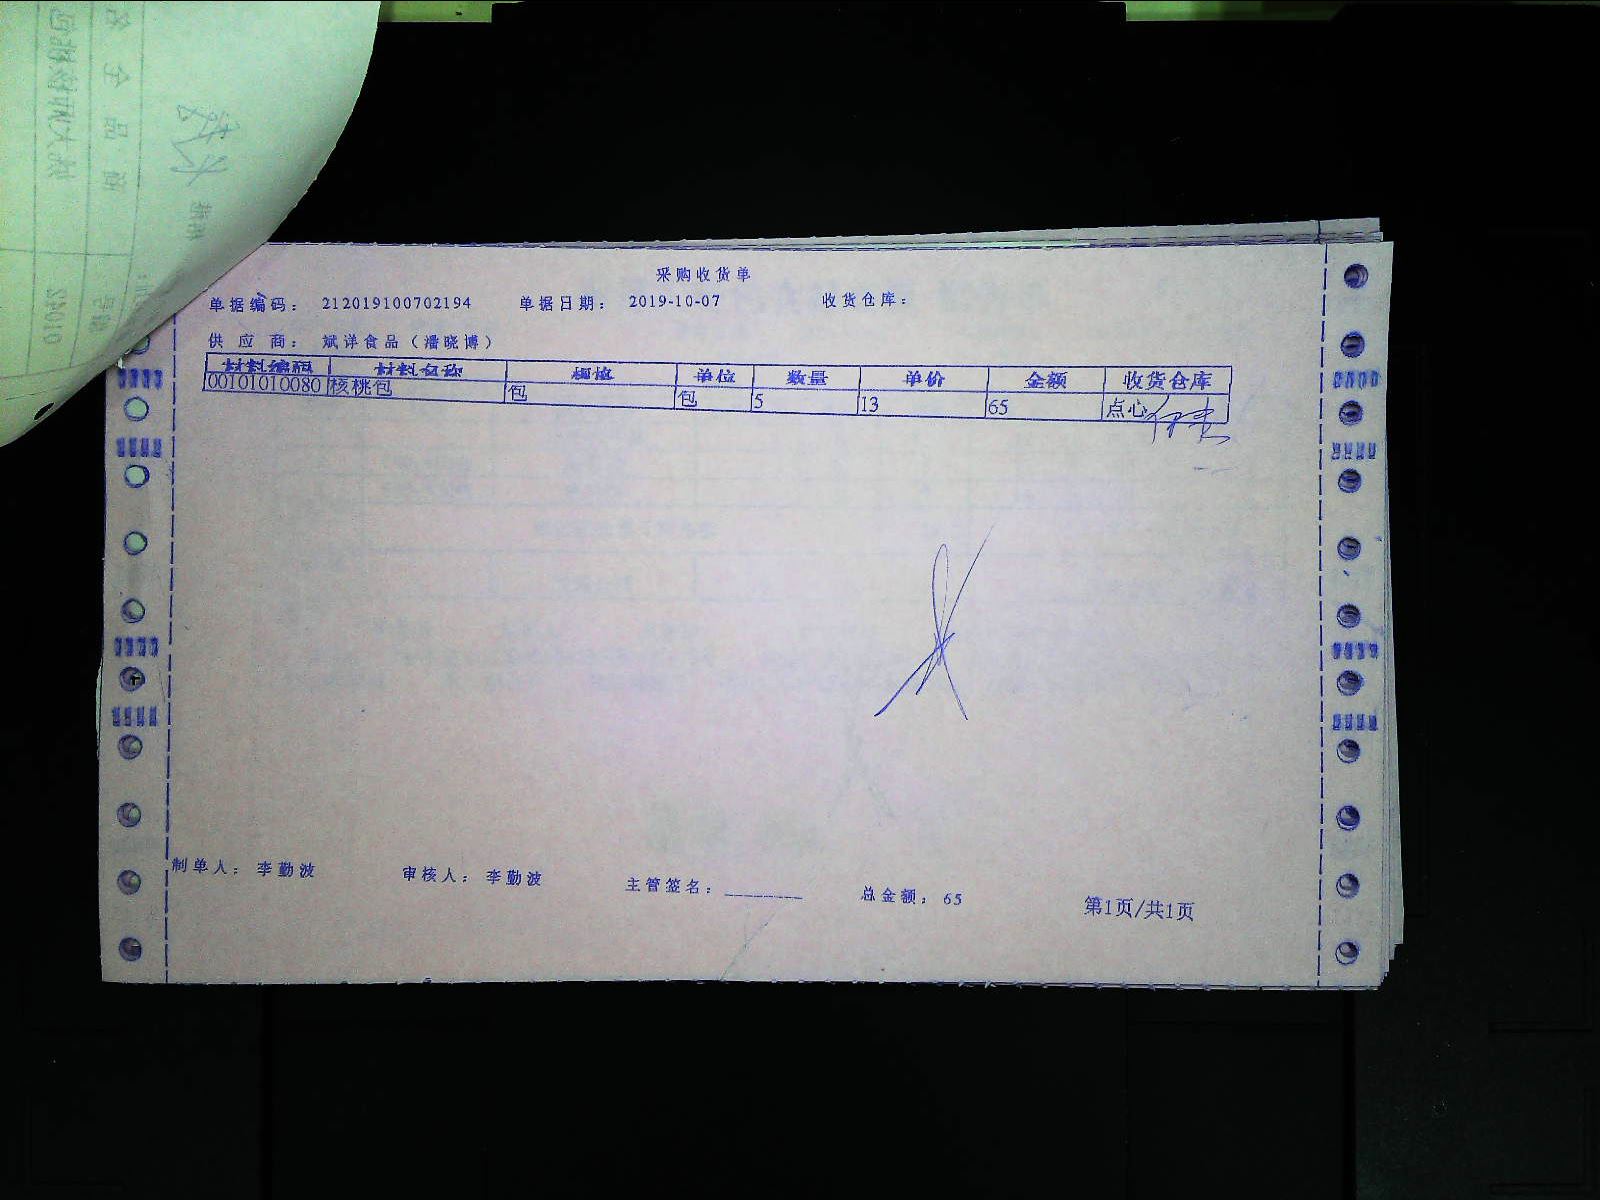 采购收货单
单据编码： 212019100702194 单据日期： 2019-10-07 收货仓库：
供应商： 斌洋食品（潘晓博）
材料编码 材料名称 规格 单位 数量 单价 金额 收货仓库
00101010080 核桃包 包 包 5 13 65 点心
制单人： 李勤波 审核人： 李勤波 主管签名：________ 总金额： 65 第1页/共1页